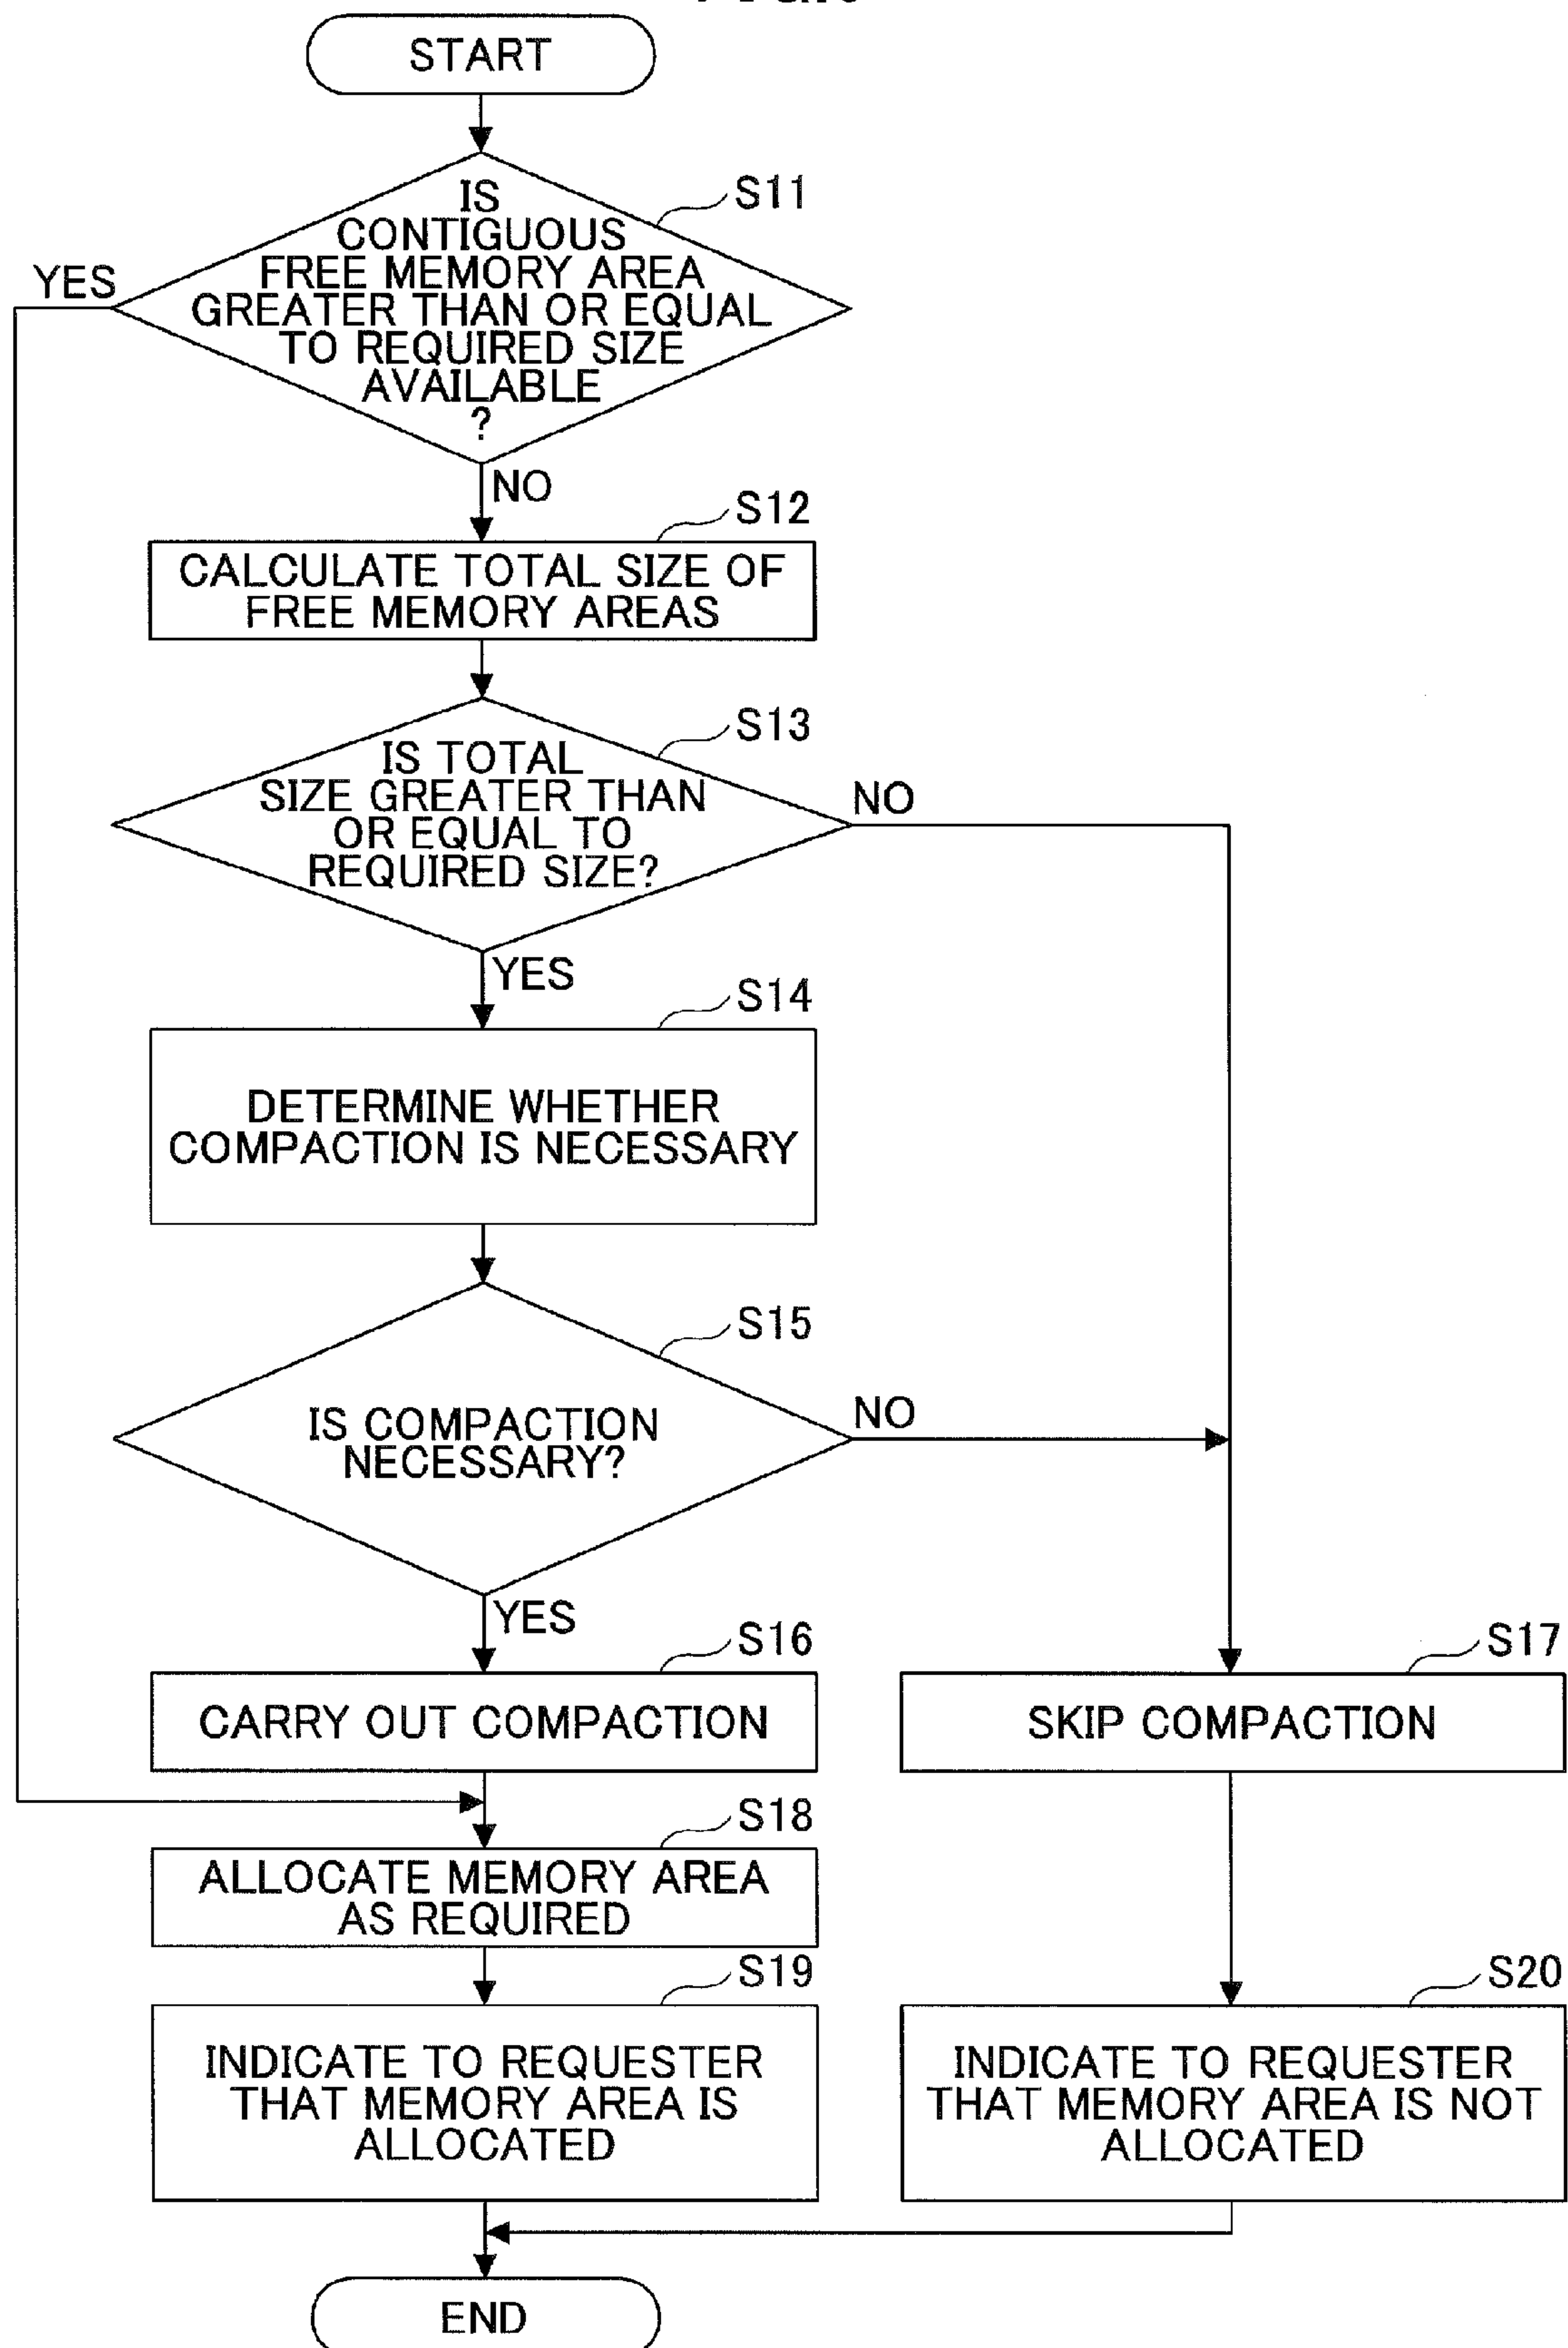 START
IS
CONTIGUOUS
FREE MEMORY AREA
GREATER THAN OR EQUAL
TO REQUIRED SIZE
AVAILABLE
?
S11
YES
NO
S12
CALCULATE TOTAL SIZE OF
FREE MEMORY AREAS
S13
IS TOTAL
SIZE GREATER THAN
OR EQUAL TO
REQUIRED SIZE?
NO
YES
S14
DETERMINE WHETHER
COMPACTION IS NECESSARY
S15
IS COMPACTION
NECESSARY?
NO
YES
S16
CARRY OUT COMPACTION
S17
SKIP COMPACTION
S18
ALLOCATE MEMORY AREA
AS REQUIRED
S19
INDICATE TO REQUESTER
THAT MEMORY AREA IS
ALLOCATED
S20
INDICATE TO REQUESTER
THAT MEMORY AREA IS NOT
ALLOCATED
END